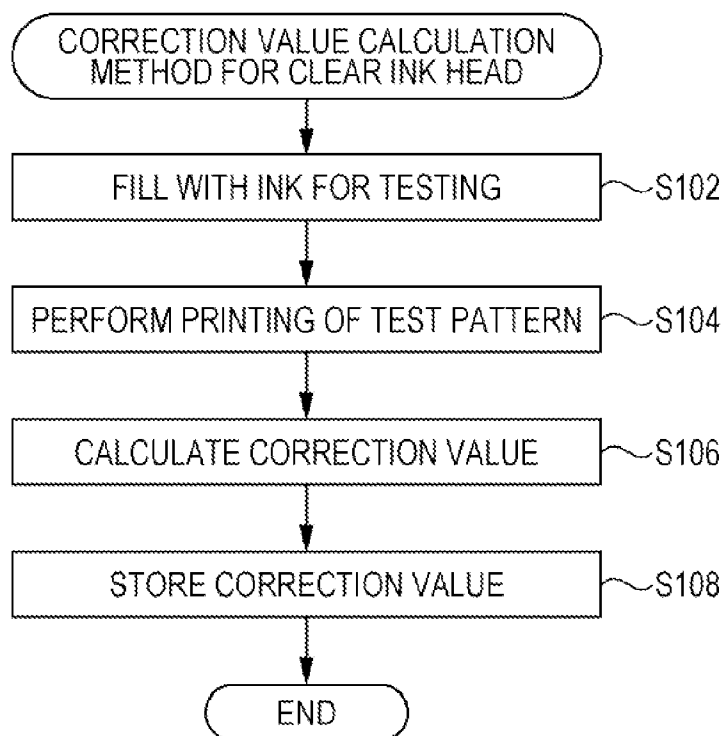 CORRECTION VALUE CALCULATION
METHOD FOR CLEAR INK HEAD
FILL WITH INK FOR TESTING S102
PERFORM PRINTING OF TEST PATTERN S104
CALCULATE CORRECTION VALUE S106
STORE CORRECTION VALUE S108
END